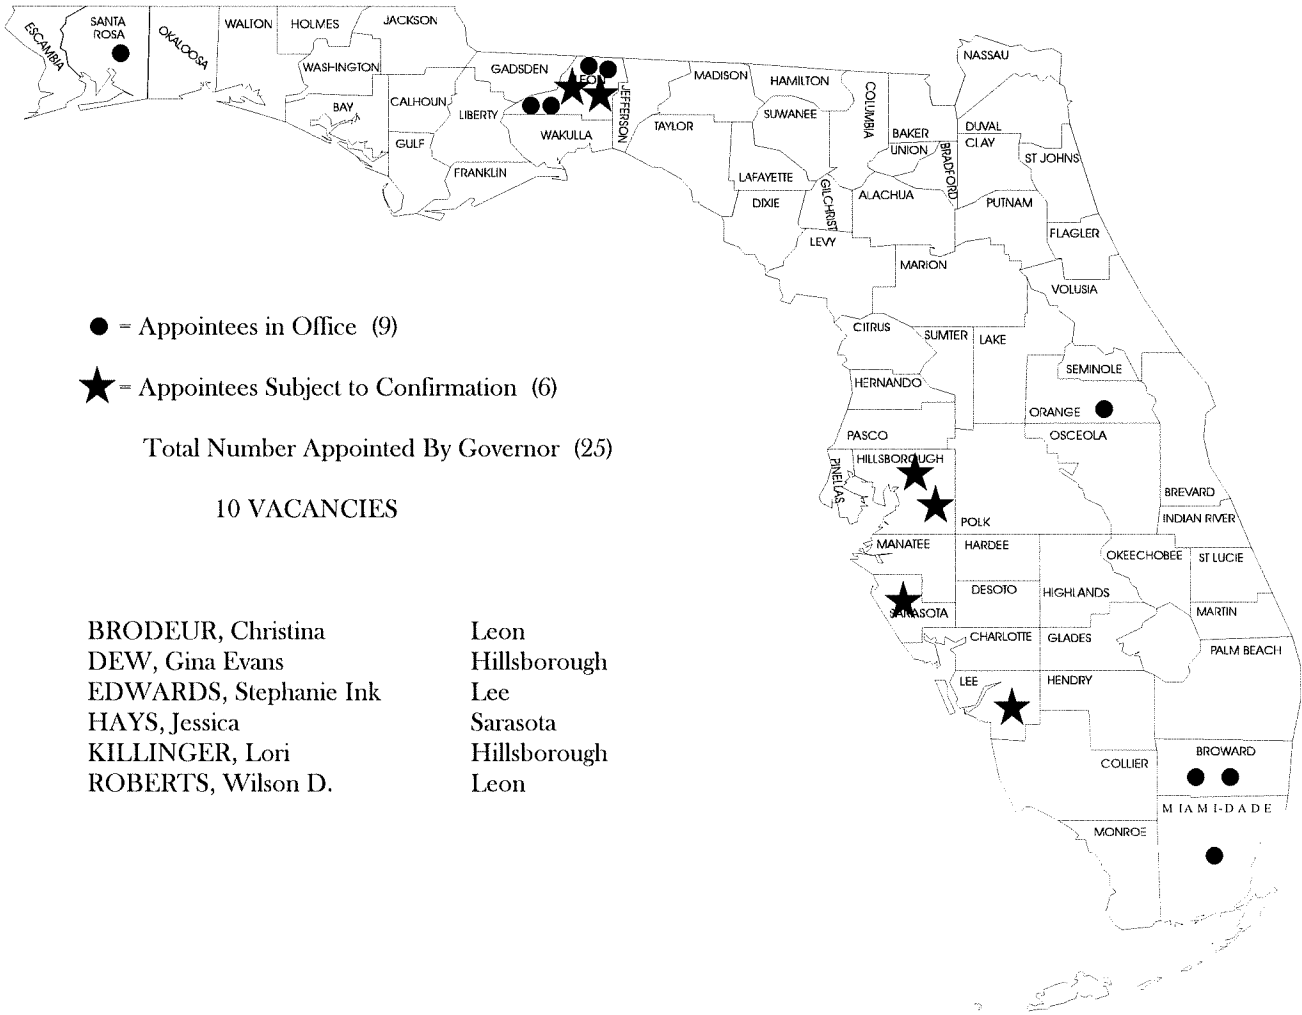 ESCAMBIA
SANTA
ROSA
OKALOOSA
WALTON
HOLMES
JACKSON
WASHINGTON
BAY
CALHOUN
GULF
GADSDEN
LIBERTY
LEON
WAKULLA
FRANKLIN
JEFFERSON
MADISON
TAYLOR
HAMILTON
SUWANEE
LAFAYETTE
DIXIE
COLUMBIA
GILCHRIST
LEVY
BAKER
UNION
BRADFORD
ALACHUA
NASSAU
DUVAL
CLAY
ST JOHNS
PUTNAM
FLAGLER
MARION
VOLUSIA
CITRUS
SUMTER
LAKE
SEMINOLE
HERNANDO
ORANGE
PASCO
OSCEOLA
HILLSBOROUGH
PINELLAS
POLK
BREVARD
INDIAN RIVER
MANATEE
HARDEE
OKEECHOBEE
ST LUCIE
DESOTO
HIGHLANDS
SARASOTA
MARTIN
CHARLOTTE
GLADES
PALM BEACH
LEE
HENDRY
COLLIER
BROWARD
MIAMI-DADE
MONROE
= Appointees in Office (9)
= Appointees Subject to Confirmation (6)
Total Number Appointed By Governor (25)
10 VACANCIES
BRODEUR, Christina Leon
DEW, Gina Evans Hillsborough
EDWARDS, Stephanie Ink Lee
HAYS, Jessica Sarasota
KILLINGER, Lori Hillsborough
ROBERTS, Wilson D. Leon